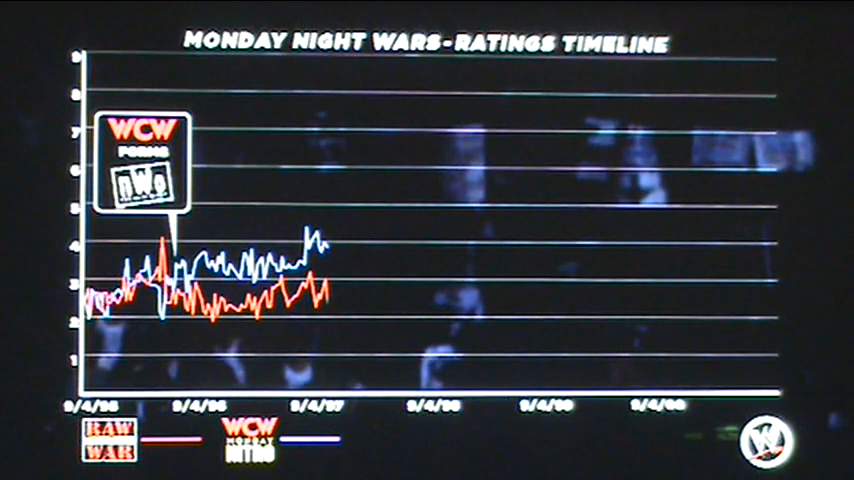 MONDAY NIGHT WARS-RATINGS TIMELINE
9
8
7
6
5
4
3
2
1
WCW
FORMS
nWo
9/4/95 9/4/96 9/4/97 9/4/98 9/4/99 9/4/00
RAW
WAR
WCW
MONDAY
NITRO
W